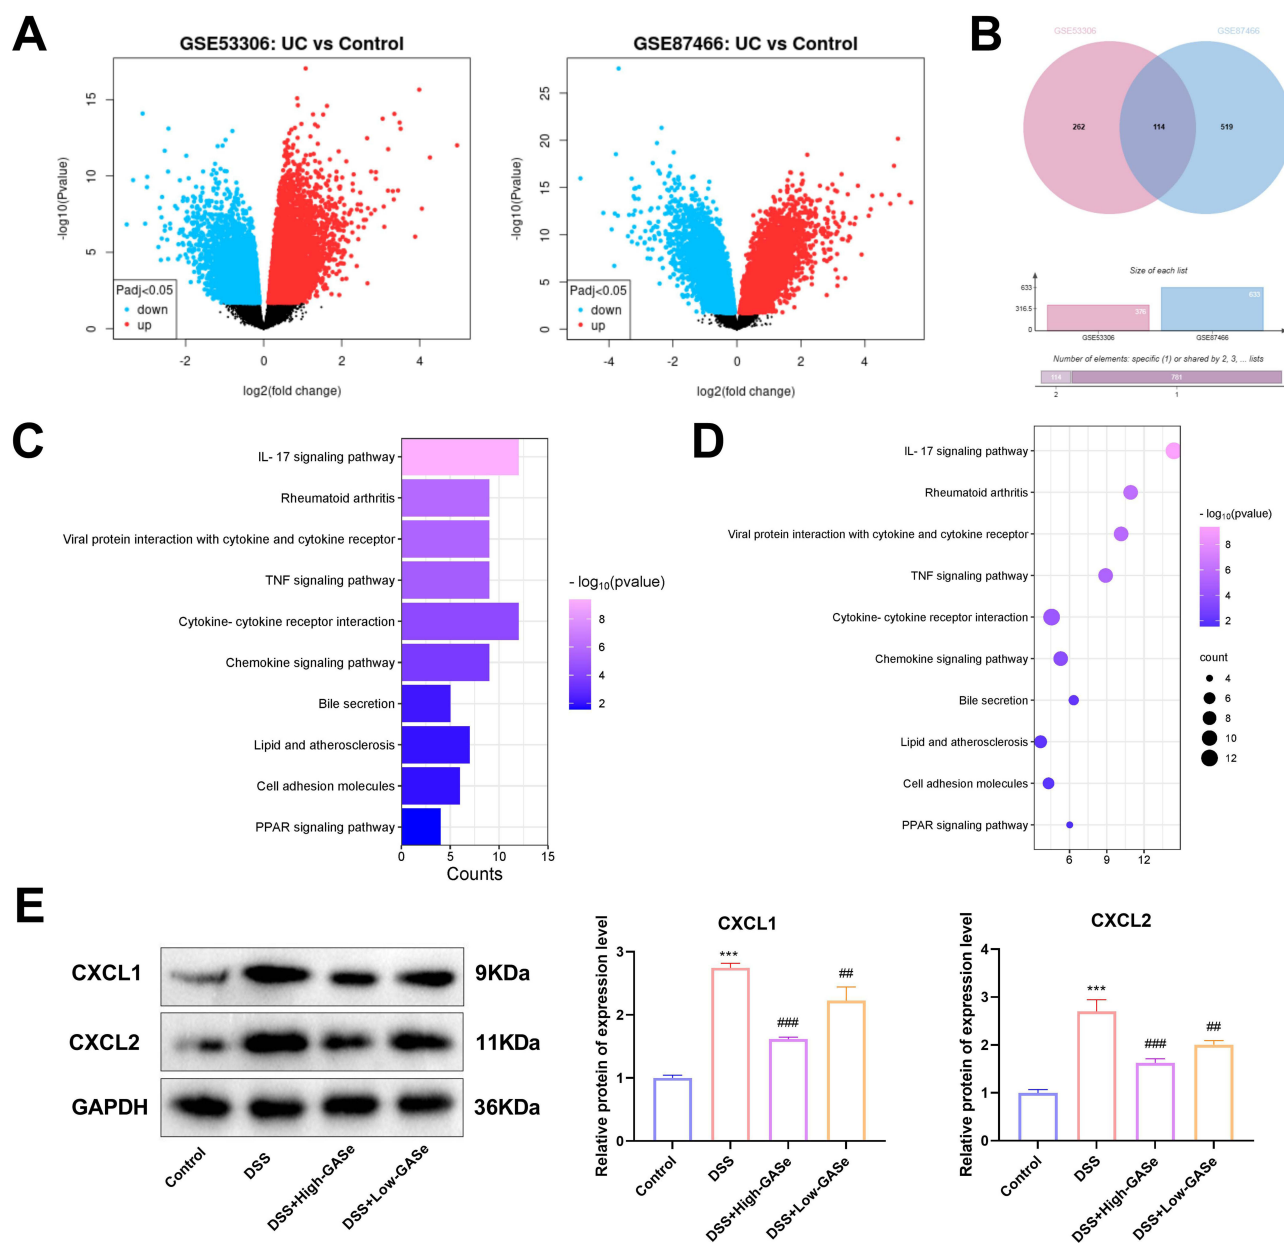 A
GSE53306: UC vs Control
-log10(Pvalue)
15
10
5
0
Padj<0.05
down
up
-2
0
2
4
log2(fold change)
GSE87466: UC vs Control
-log10(Pvalue)
25
20
15
10
5
0
Padj<0.05
down
up
-4
-2
0
2
4
log2(fold change)
B
GSE53306
GSE87466
262
114
519
Size of each list
633
316.5
0
376
633
GSE53306
GSE87466
Number of elements: specific (1) or shared by 2, 3, ... lists
114
781
2
1
C
IL- 17 signaling pathway
Rheumatoid arthritis
Viral protein interaction with cytokine and cytokine receptor
TNF signaling pathway
Cytokine- cytokine receptor interaction
Chemokine signaling pathway
Bile secretion
Lipid and atherosclerosis
Cell adhesion molecules
PPAR signaling pathway
0
5
10
15
Counts
- log10(pvalue)
8
6
4
2
D
IL- 17 signaling pathway
Rheumatoid arthritis
Viral protein interaction with cytokine and cytokine receptor
TNF signaling pathway
Cytokine- cytokine receptor interaction
Chemokine signaling pathway
Bile secretion
Lipid and atherosclerosis
Cell adhesion molecules
PPAR signaling pathway
6
9
12
- log10(pvalue)
8
6
4
2
count
4
6
8
10
12
E
CXCL1
9KDa
CXCL2
11KDa
GAPDH
36KDa
Control
DSS
DSS+High-GASe
DSS+Low-GASe
CXCL1
Relative protein of expression level
3
2
1
0
***
###
##
Control
DSS
DSS+High-GASe
DSS+Low-GASe
CXCL2
Relative protein of expression level
4
3
2
1
0
***
###
##
Control
DSS
DSS+High-GASe
DSS+Low-GASe